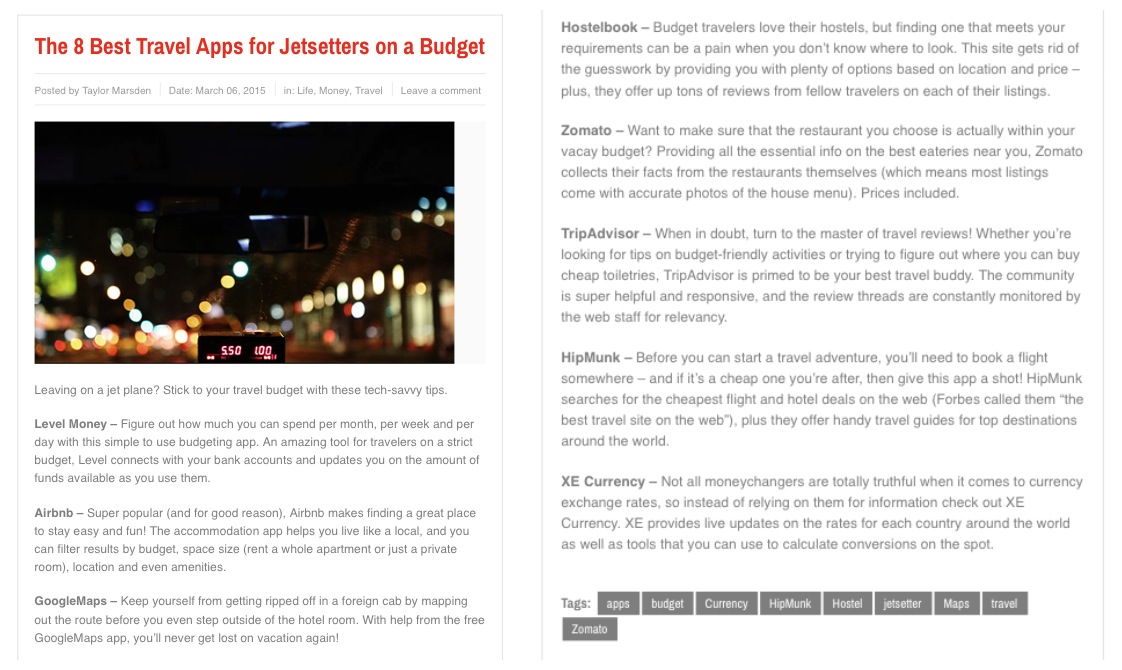 The 8 Best Travel Apps for Jetsetters on a Budget
Posted by Taylor Marsden
Date: March 06, 2015
in: Life, Money, Travel
Leave a comment
5.50 1.00
Leaving on a jet plane? Stick to your travel budget with these tech-savvy tips.
Level Money – Figure out how much you can spend per month, per week and per
day with this simple to use budgeting app. An amazing tool for travelers on a strict
budget, Level connects with your bank accounts and updates you on the amount of
funds available as you use them.
Airbnb – Super popular (and for good reason), Airbnb makes finding a great place
to stay easy and fun! The accommodation app helps you live like a local, and you
can filter results by budget, space size (rent a whole apartment or just a private
room), location and even amenities.
GoogleMaps – Keep yourself from getting ripped off in a foreign cab by mapping
out the route before you even step outside of the hotel room. With help from the free
GoogleMaps app, you’ll never get lost on vacation again!
Hostelbook – Budget travelers love their hostels, but finding one that meets your
requirements can be a pain when you don’t know where to look. This site gets rid of
the guesswork by providing you with plenty of options based on location and price –
plus, they offer up tons of reviews from fellow travelers on each of their listings.
Zomato – Want to make sure that the restaurant you choose is actually within your
vacay budget? Providing all the essential info on the best eateries near you, Zomato
collects their facts from the restaurants themselves (which means most listings
come with accurate photos of the house menu). Prices included.
TripAdvisor – When in doubt, turn to the master of travel reviews! Whether you’re
looking for tips on budget-friendly activities or trying to figure out where you can buy
cheap toiletries, TripAdvisor is primed to be your best travel buddy. The community
is super helpful and responsive, and the review threads are constantly monitored by
the web staff for relevancy.
HipMunk – Before you can start a travel adventure, you’ll need to book a flight
somewhere – and if it’s a cheap one you’re after, then give this app a shot! HipMunk
searches for the cheapest flight and hotel deals on the web (Forbes called them “the
best travel site on the web”), plus they offer handy travel guides for top destinations
around the world.
XE Currency – Not all moneychangers are totally truthful when it comes to currency
exchange rates, so instead of relying on them for information check out XE
Currency. XE provides live updates on the rates for each country around the world
as well as tools that you can use to calculate conversions on the spot.
Tags: apps budget Currency HipMunk Hostel jetsetter Maps travel
Zomato